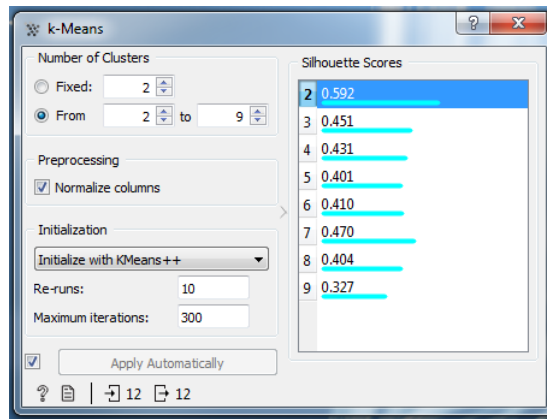 k-Means
?
X
Number of Clusters
Fixed: 2
From 2 to 9
Preprocessing
Normalize columns
Initialization
Initialize with KMeans++
Re-runs: 10
Maximum iterations: 300
Apply Automatically
? 12 12
Silhouette Scores
2 0.592
3 0.451
4 0.431
5 0.401
6 0.410
7 0.470
8 0.404
9 0.327